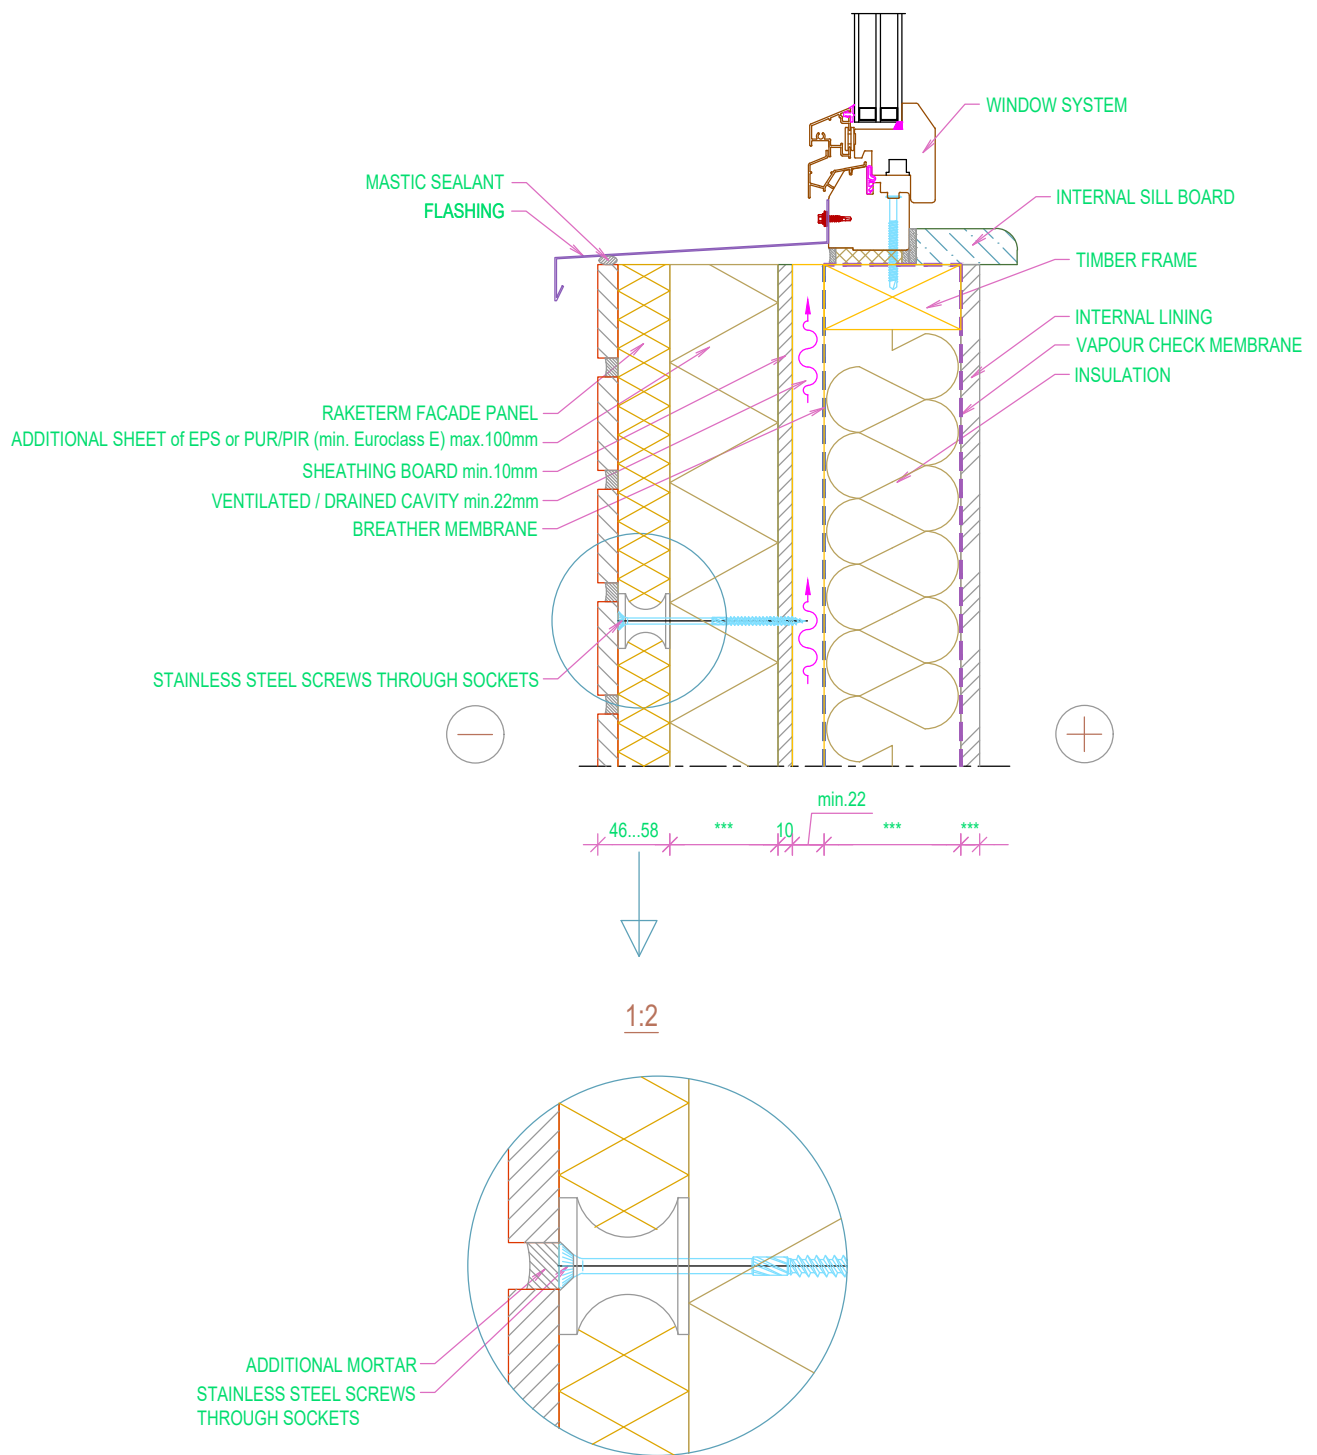 WINDOW SYSTEM
MASTIC SEALANT
FLASHING
INTERNAL SILL BOARD
TIMBER FRAME
INTERNAL LINING
VAPOUR CHECK MEMBRANE
INSULATION
RAKETERM FACADE PANEL
ADDITIONAL SHEET of EPS or PUR/PIR (min. Euroclass E) max.100mm
SHEATHING BOARD min.10mm
VENTILATED / DRAINED CAVITY min.22mm
BREATHER MEMBRANE
STAINLESS STEEL SCREWS THROUGH SOCKETS
min.22
46...58 *** 10 *** ***
1:2
ADDITIONAL MORTAR
STAINLESS STEEL SCREWS
THROUGH SOCKETS